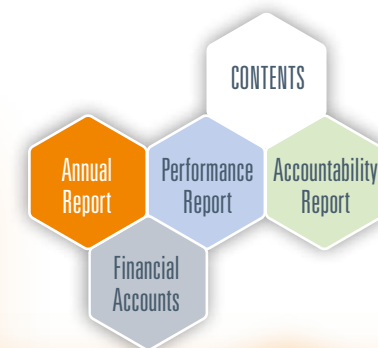 CONTENTS
Annual
Report
Performance
Report
Accountability
Report
Financial
Accounts